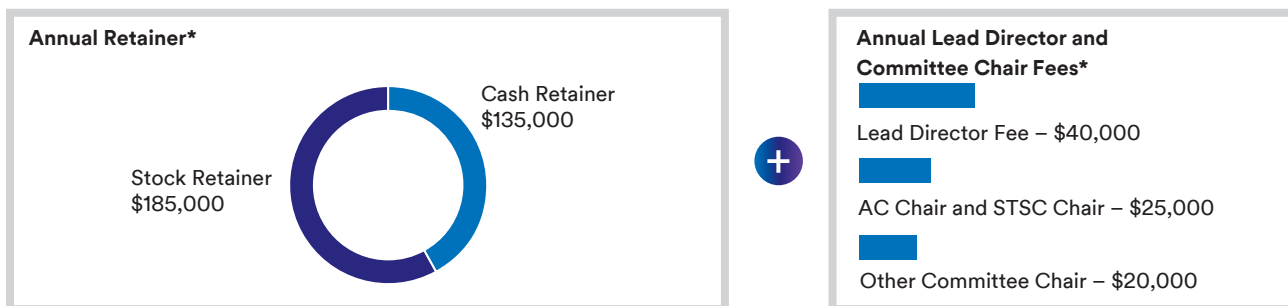 Annual Retainer*
Cash Retainer
$135,000
Stock Retainer
$185,000
+
Annual Lead Director and
Committee Chair Fees*
Lead Director Fee – $40,000
AC Chair and STSC Chair – $25,000
Other Committee Chair – $20,000